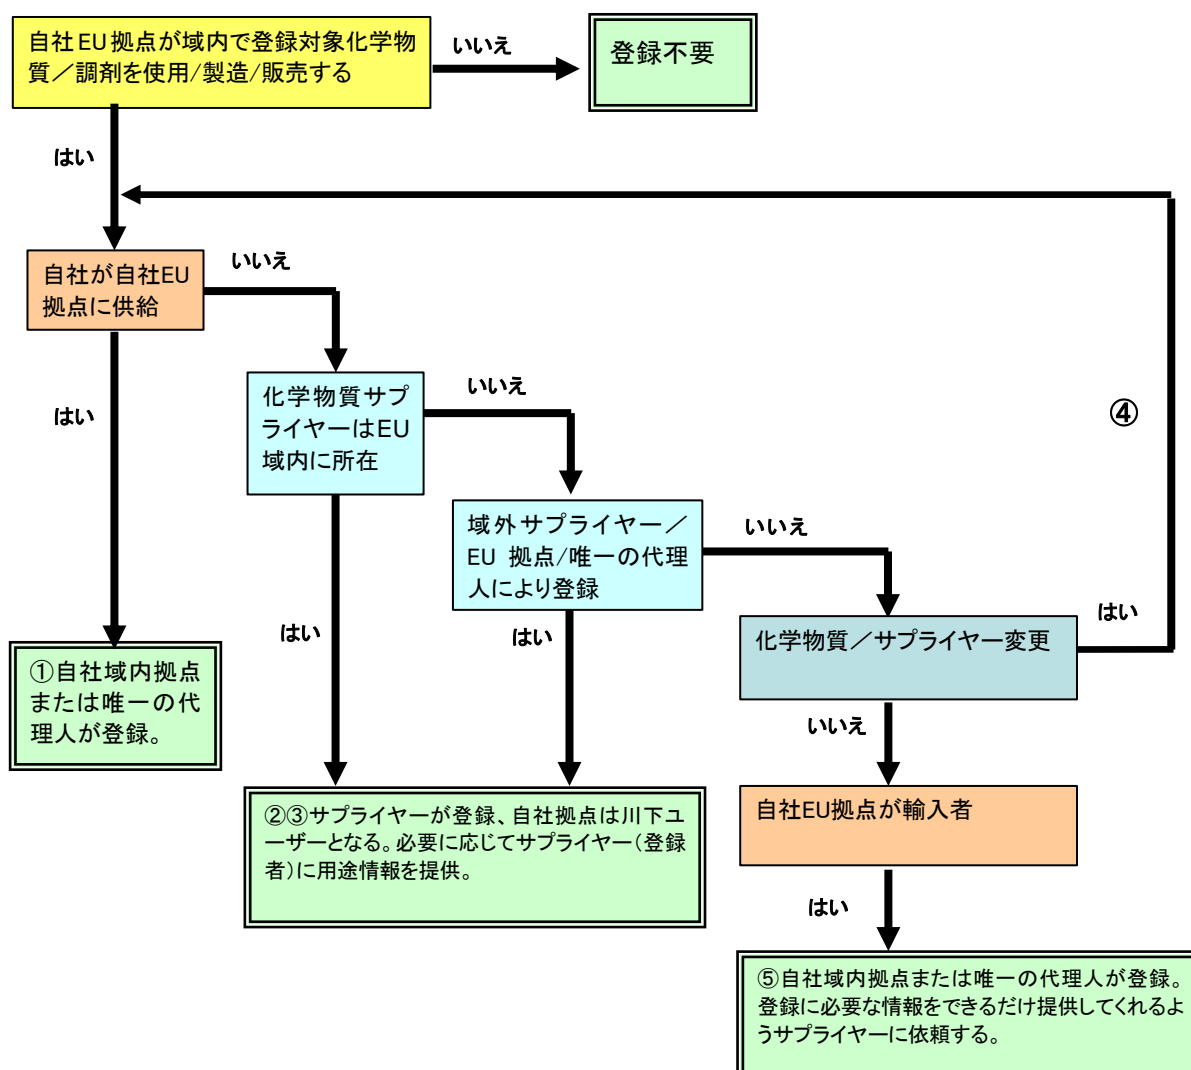 自社EU拠点が域内で登録対象化学物
質／調剤を使用/製造/販売する
いいえ
登録不要
はい
自社が自社EU
拠点に供給
いいえ
はい
化学物質サプ
ライヤーはEU
域内に所在
いいえ
④
域外サプライヤー／
EU 拠点/唯一の代理
人により登録
いいえ
はい
はい
化学物質／サプライヤー変更
はい
①自社域内拠点
または唯一の代
理人が登録。
いいえ
②③サプライヤーが登録、自社拠点は川下ユ
ーザーとなる。必要に応じてサプライヤー（登録
者）に用途情報を提供。
自社EU拠点が輸入者
はい
⑤自社域内拠点または唯一の代理人が登録。
登録に必要な情報をできるだけ提供してくれるよ
うサプライヤーに依頼する。